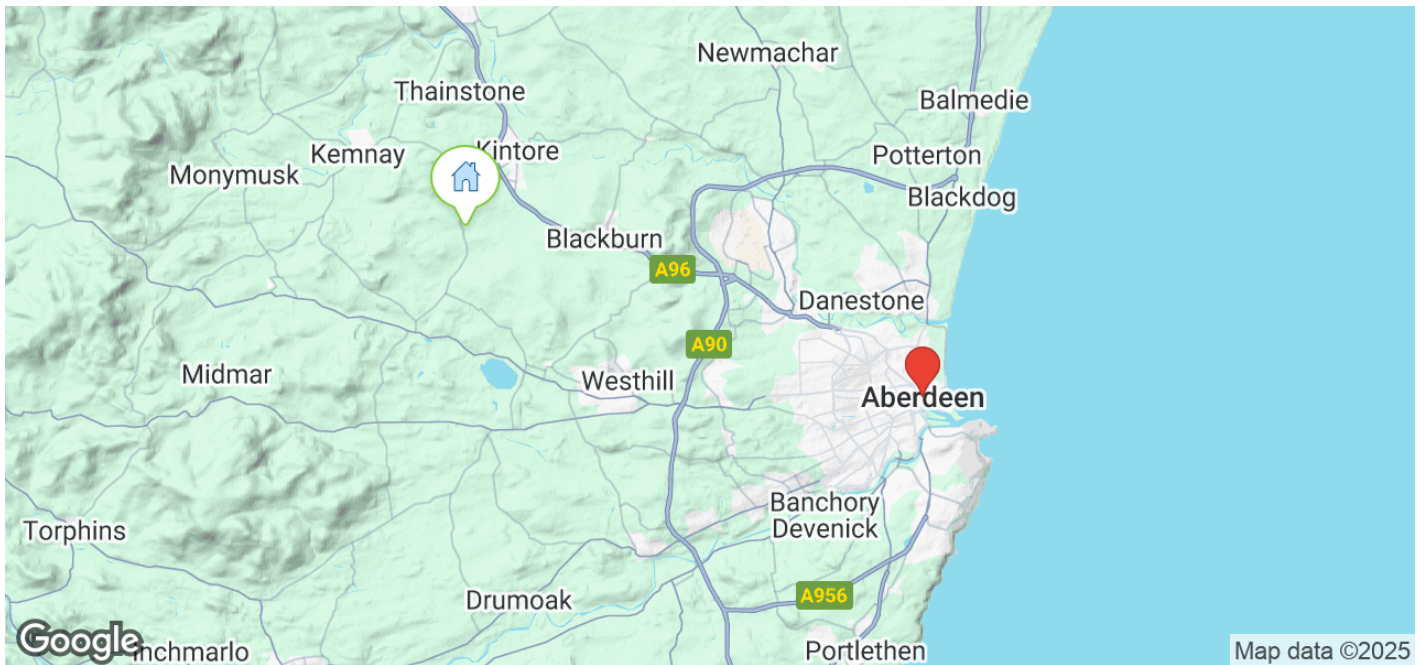 Newmachar
Thainstone
Balmedie
Kintore
Kemnay
Potterton
Monymusk
Blackdog
Blackburn
A96
Danestone
A90
Midmar
Westhill
Aberdeen
Banchory
Devenick
Torphins
A956
Drumoak
Google
Inchmarlo
Portlethen
Map data ©2025